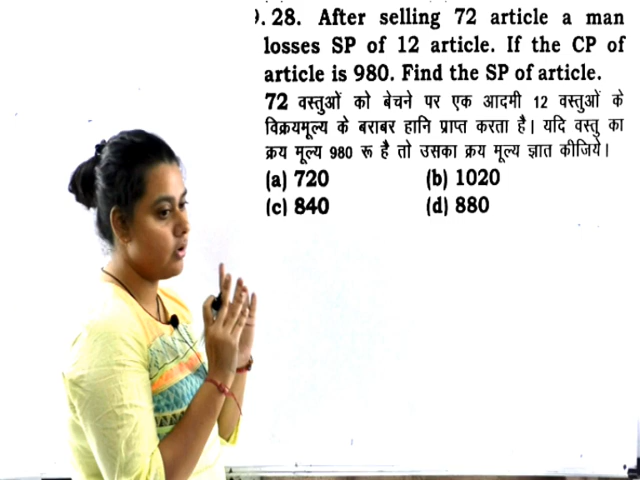 . 28. After selling 72 article a man
losses SP of 12 article. If the CP of
article is 980. Find the SP of article.
72 वस्तुओं को बेचने पर एक आदमी 12 वस्तुओं के
विक्रयमूल्य के बराबर हानि प्राप्त करता है। यदि वस्तु का
क्रय मूल्य 980 रू है तो उसका क्रय मूल्य ज्ञात कीजिये।
(a) 720 (b) 1020
(c) 840 (d) 880